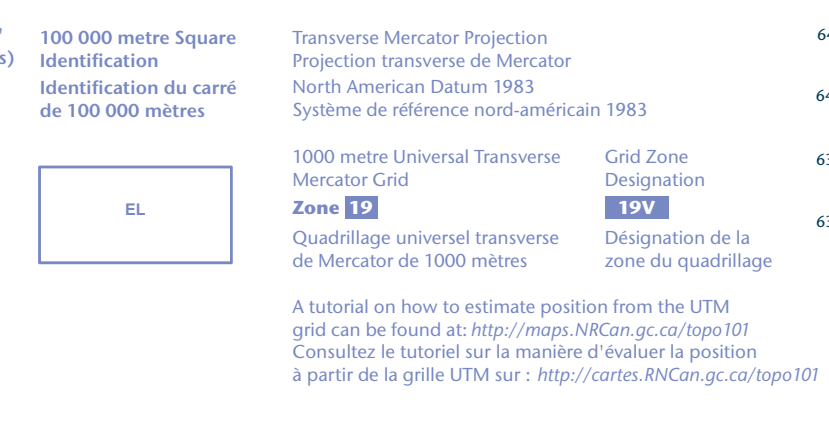 s)
100 000 metre Square
Identification
Identification du carré
de 100 000 mètres
EL
Transverse Mercator Projection
Projection transverse de Mercator
North American Datum 1983
Système de référence nord-américain 1983
1000 metre Universal Transverse
Mercator Grid
Zone 19
Quadrillage universel transverse
de Mercator de 1000 mètres
Grid Zone
Designation
19V
Désignation de la
zone du quadrillage
A tutorial on how to estimate position from the UTM
grid can be found at: http://maps.NRCan.gc.ca/topo101
Consultez le tutoriel sur la manière d'évaluer la position
à partir de la grille UTM sur : http://cartes.RNCan.gc.ca/topo101
64
64
63
63